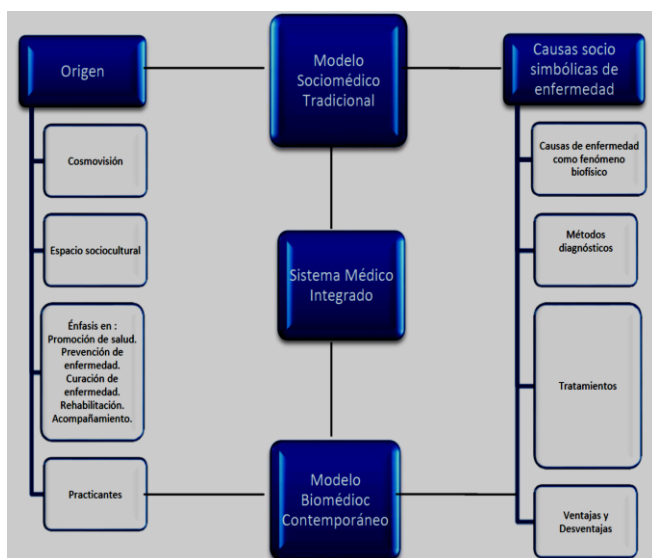 Origen
Cosmovisión
Espacio sociocultural
Énfasis en :
Promoción de salud.
Prevención de
enfermedad.
Curación de
enfermedad.
Rehabilitación.
Acompañamiento.
Practicantes
Modelo
Sociomédico
Tradicional
Sistema Médico
Integrado
Modelo
Biomédioc
Contemporáneo
Causas socio
simbólicas de
enfermedad
Causas de enfermedad
como fenómeno
biofísico
Métodos
diagnósticos
Tratamientos
Ventajas y
Desventajas